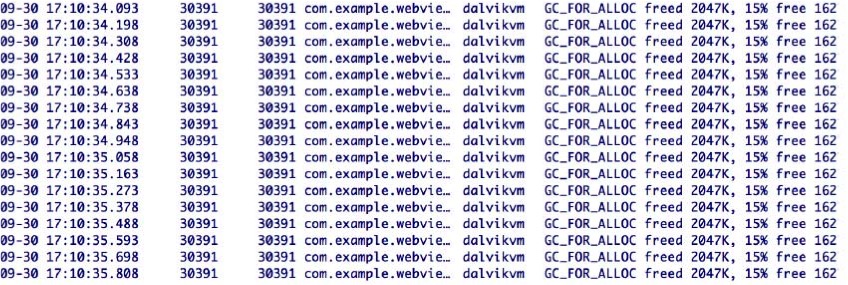 09-30 17:10:34.093 30391 30391 com.example.webvie… dalvikvm GC_FOR_ALLOC freed 2047K, 15% free 162
09-30 17:10:34.198 30391 30391 com.example.webvie… dalvikvm GC_FOR_ALLOC freed 2047K, 15% free 162
09-30 17:10:34.308 30391 30391 com.example.webvie… dalvikvm GC_FOR_ALLOC freed 2047K, 15% free 162
09-30 17:10:34.428 30391 30391 com.example.webvie… dalvikvm GC_FOR_ALLOC freed 2047K, 15% free 162
09-30 17:10:34.533 30391 30391 com.example.webvie… dalvikvm GC_FOR_ALLOC freed 2047K, 15% free 162
09-30 17:10:34.638 30391 30391 com.example.webvie… dalvikvm GC_FOR_ALLOC freed 2047K, 15% free 162
09-30 17:10:34.738 30391 30391 com.example.webvie… dalvikvm GC_FOR_ALLOC freed 2047K, 15% free 162
09-30 17:10:34.843 30391 30391 com.example.webvie… dalvikvm GC_FOR_ALLOC freed 2047K, 15% free 162
09-30 17:10:34.948 30391 30391 com.example.webvie… dalvikvm GC_FOR_ALLOC freed 2047K, 15% free 162
09-30 17:10:35.058 30391 30391 com.example.webvie… dalvikvm GC_FOR_ALLOC freed 2047K, 15% free 162
09-30 17:10:35.163 30391 30391 com.example.webvie… dalvikvm GC_FOR_ALLOC freed 2047K, 15% free 162
09-30 17:10:35.273 30391 30391 com.example.webvie… dalvikvm GC_FOR_ALLOC freed 2047K, 15% free 162
09-30 17:10:35.378 30391 30391 com.example.webvie… dalvikvm GC_FOR_ALLOC freed 2047K, 15% free 162
09-30 17:10:35.488 30391 30391 com.example.webvie… dalvikvm GC_FOR_ALLOC freed 2047K, 15% free 162
09-30 17:10:35.593 30391 30391 com.example.webvie… dalvikvm GC_FOR_ALLOC freed 2047K, 15% free 162
09-30 17:10:35.698 30391 30391 com.example.webvie… dalvikvm GC_FOR_ALLOC freed 2047K, 15% free 162
09-30 17:10:35.808 30391 30391 com.example.webvie… dalvikvm GC_FOR_ALLOC freed 2047K, 15% free 162